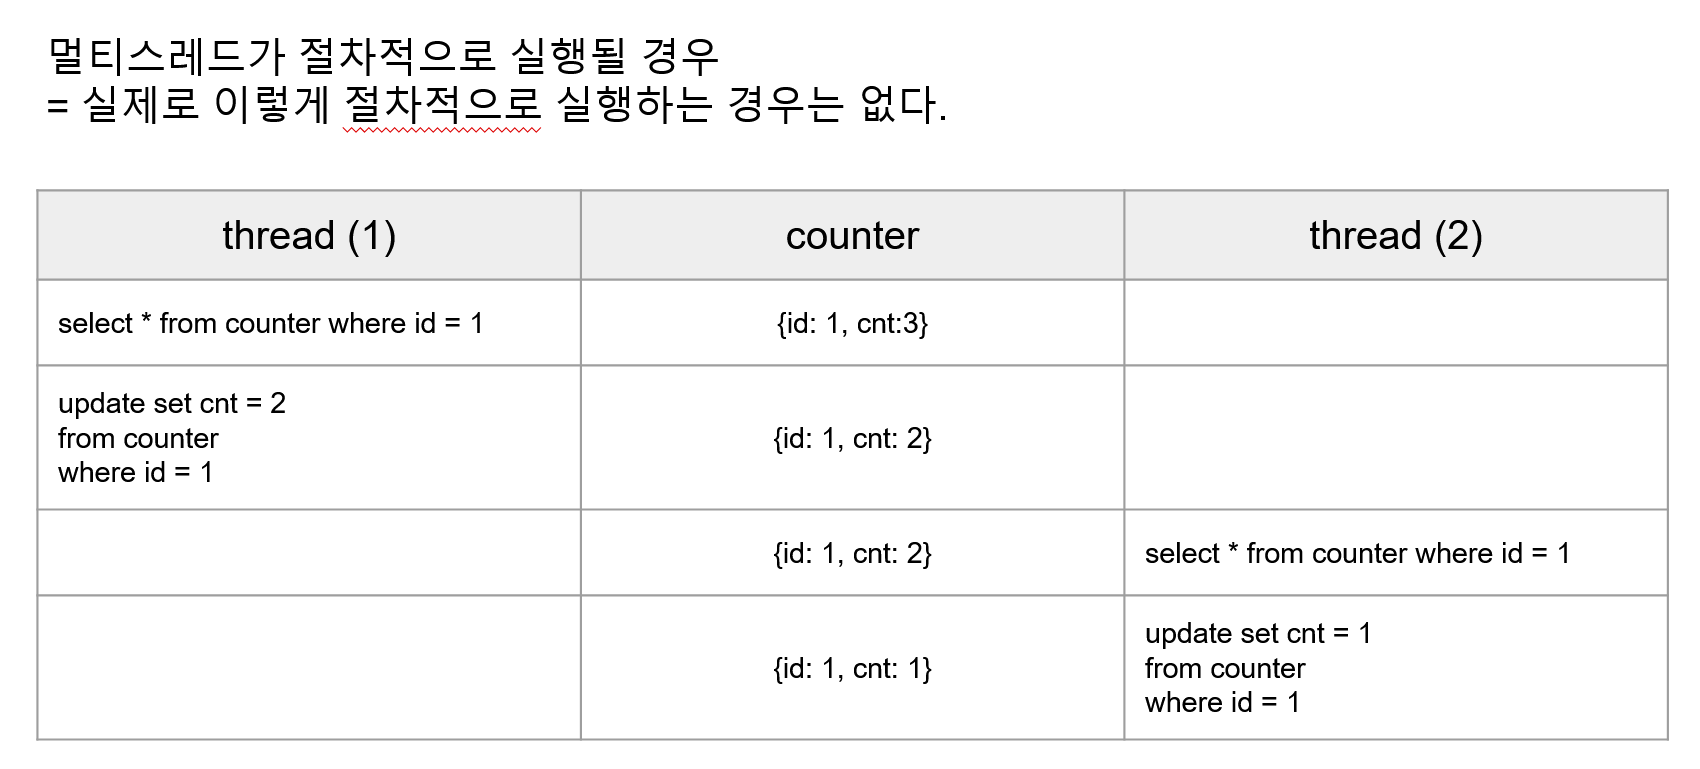 멀티스레드가 절차적으로 실행될 경우
= 실제로 이렇게 절차적으로 실행하는 경우는 없다.
thread (1)
counter
thread (2)
select * from counter where id = 1
{id: 1, cnt:3}
update set cnt = 2
from counter
where id = 1
{id: 1, cnt: 2}
{id: 1, cnt: 2}
select * from counter where id = 1
{id: 1, cnt: 1}
update set cnt = 1
from counter
where id = 1